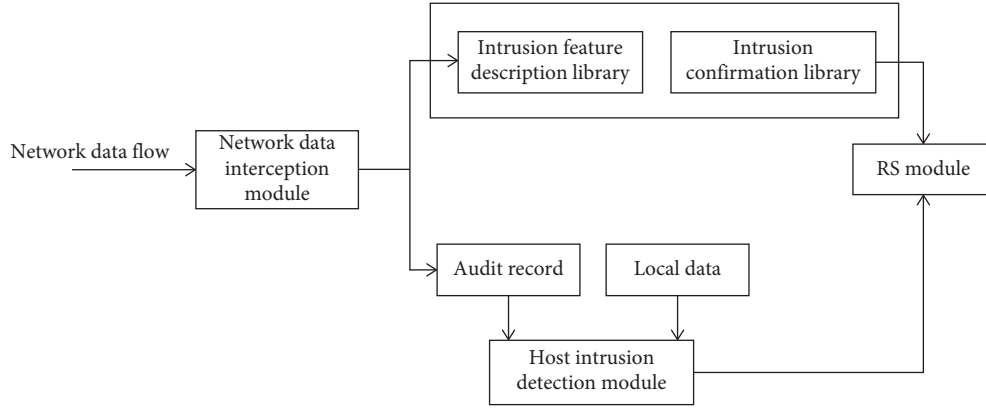 Intrusion feature
description library
Intrusion
confirmation library
Network data flow
Network data
interception
module
RS module
Audit record
Local data
Host intrusion
detection module